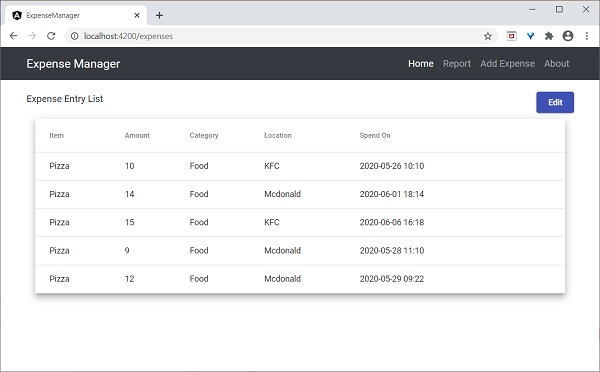 ExpenseManager
localhost:4200/expenses
Expense Manager Home Report Add Expense About
Expense Entry List Edit
Item Amount Category Location Spend On
Pizza 10 Food KFC 2020-05-26 10:10
Pizza 14 Food Mcdonald 2020-06-01 18:14
Pizza 15 Food KFC 2020-06-06 16:18
Pizza 9 Food Mcdonald 2020-05-28 11:10
Pizza 12 Food Mcdonald 2020-05-29 09:22